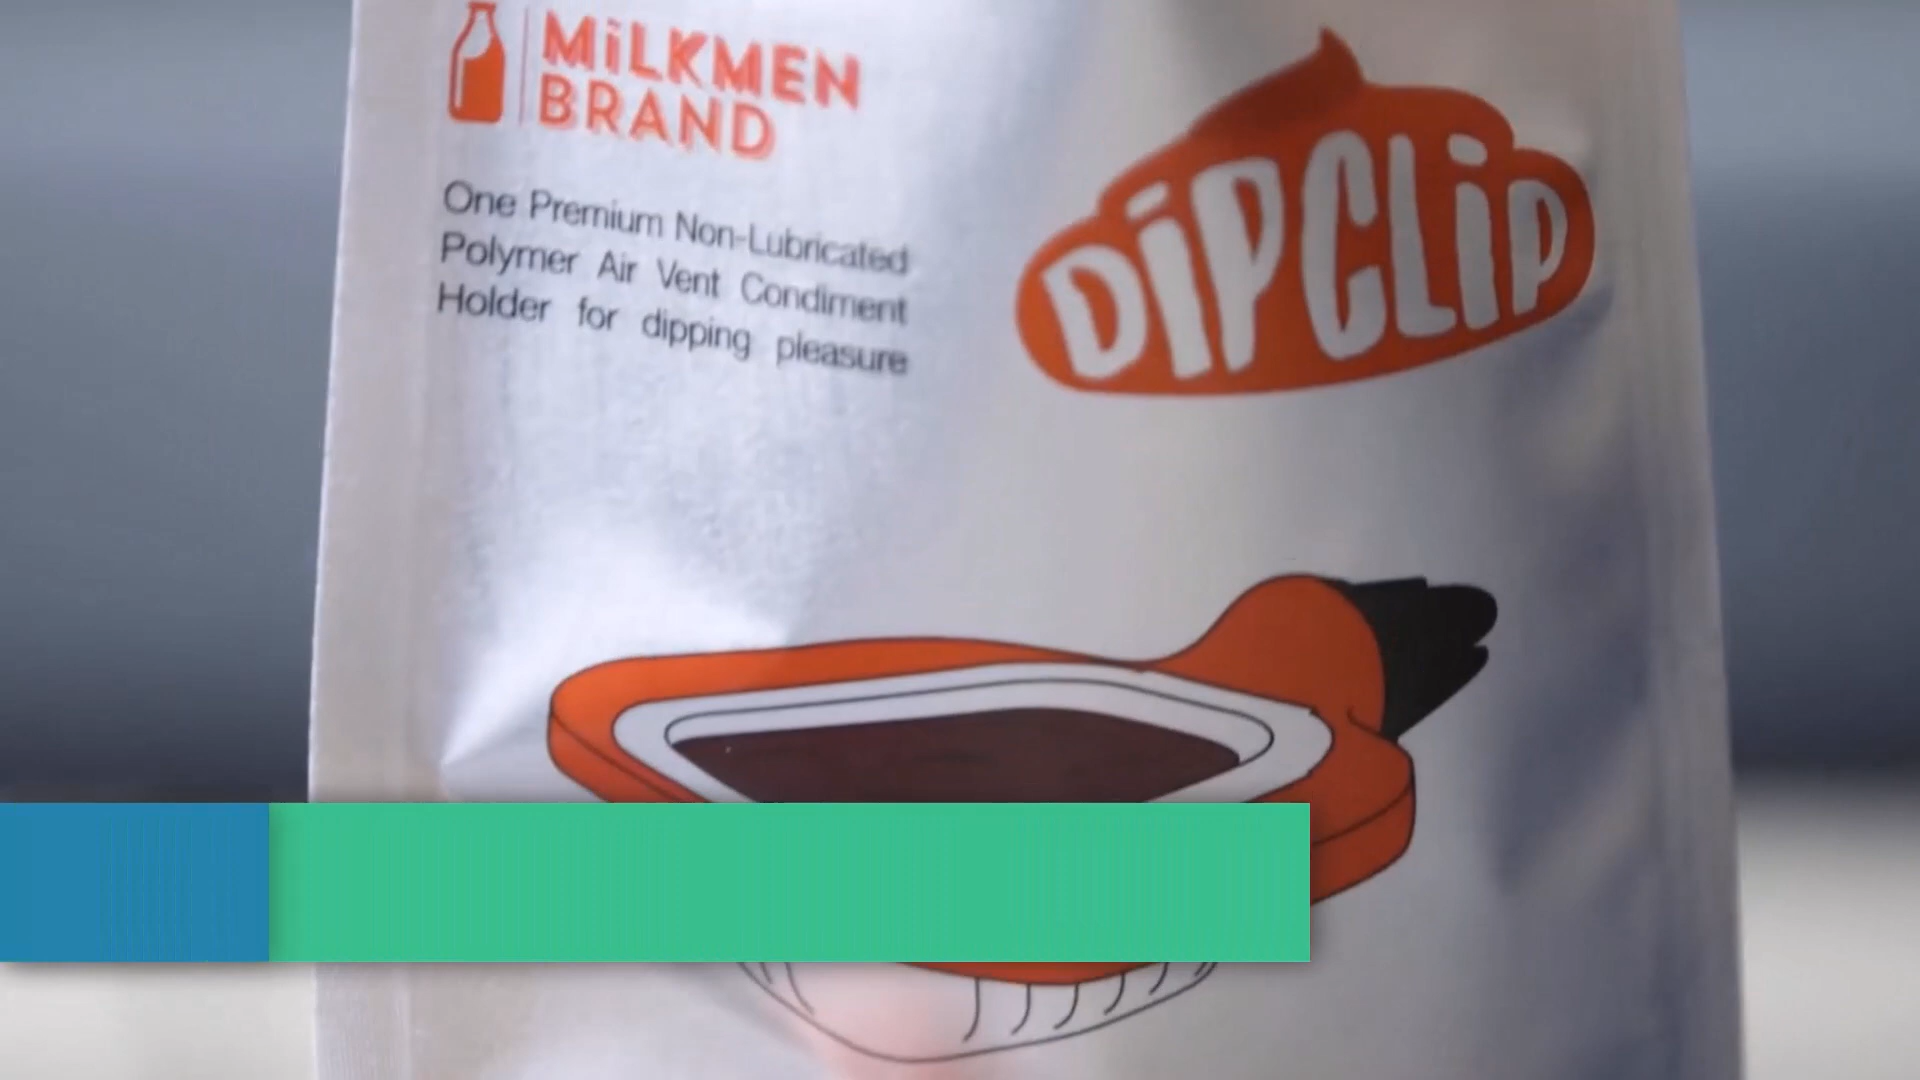 MiLKMEN
BRAND
One Premium Non-Lubricated
Polymer Air Vent Condiment
Holder for dipping pleasure
DiPCLiP